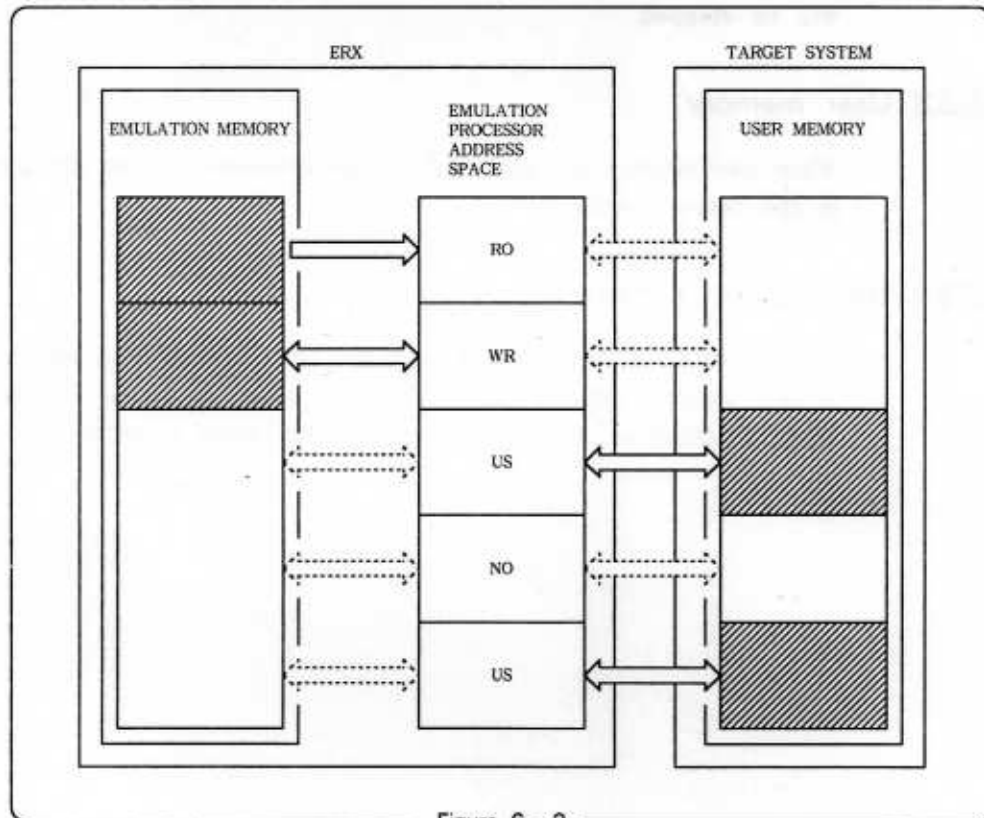 ERX
TARGET SYSTEM
EMULATION MEMORY
EMULATION
PROCESSOR
ADDRESS
SPACE
USER MEMORY
RO
WR
US
NO
US